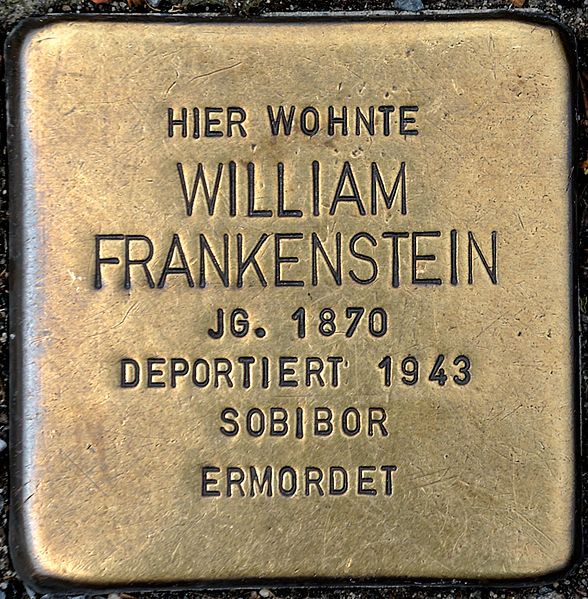 HIER WOHNTE
WILLIAM
FRANKENSTEIN
JG. 1870
DEPORTIERT 1943
SOBIBOR
ERMORDET